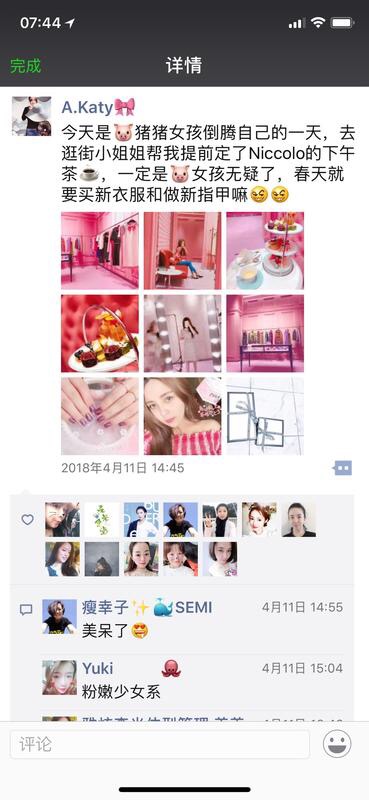 07:44
完成
详情
A.Katy🎀
今天是🐷猪猪女孩倒腾自己的一天，去
逛街小姐姐帮我提前定了Niccolo的下午
茶☕，一定是🐷女孩无疑了，春天就
要买新衣服和做新指甲嘛😆😆
2018年4月11日 14:45
瘦幸子✨🐳SEMI
4月11日 14:55
美呆了😍
Yuki 🐙
4月11日 15:04
粉嫩少女系
评论